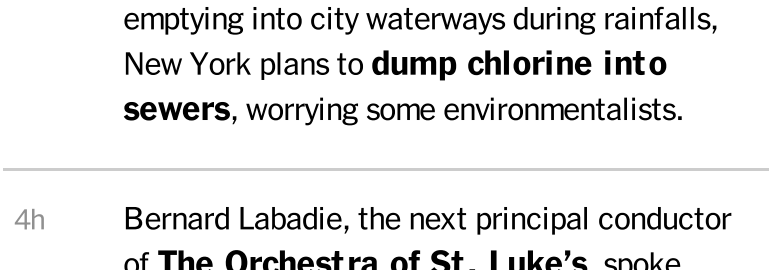 emptying into city waterways during rainfalls,
New York plans to dump chlorine into
sewers, worrying some environmentalists.
4h
Bernard Labadie, the next principal conductor
of The Orchestra of St. Luke's, spoke